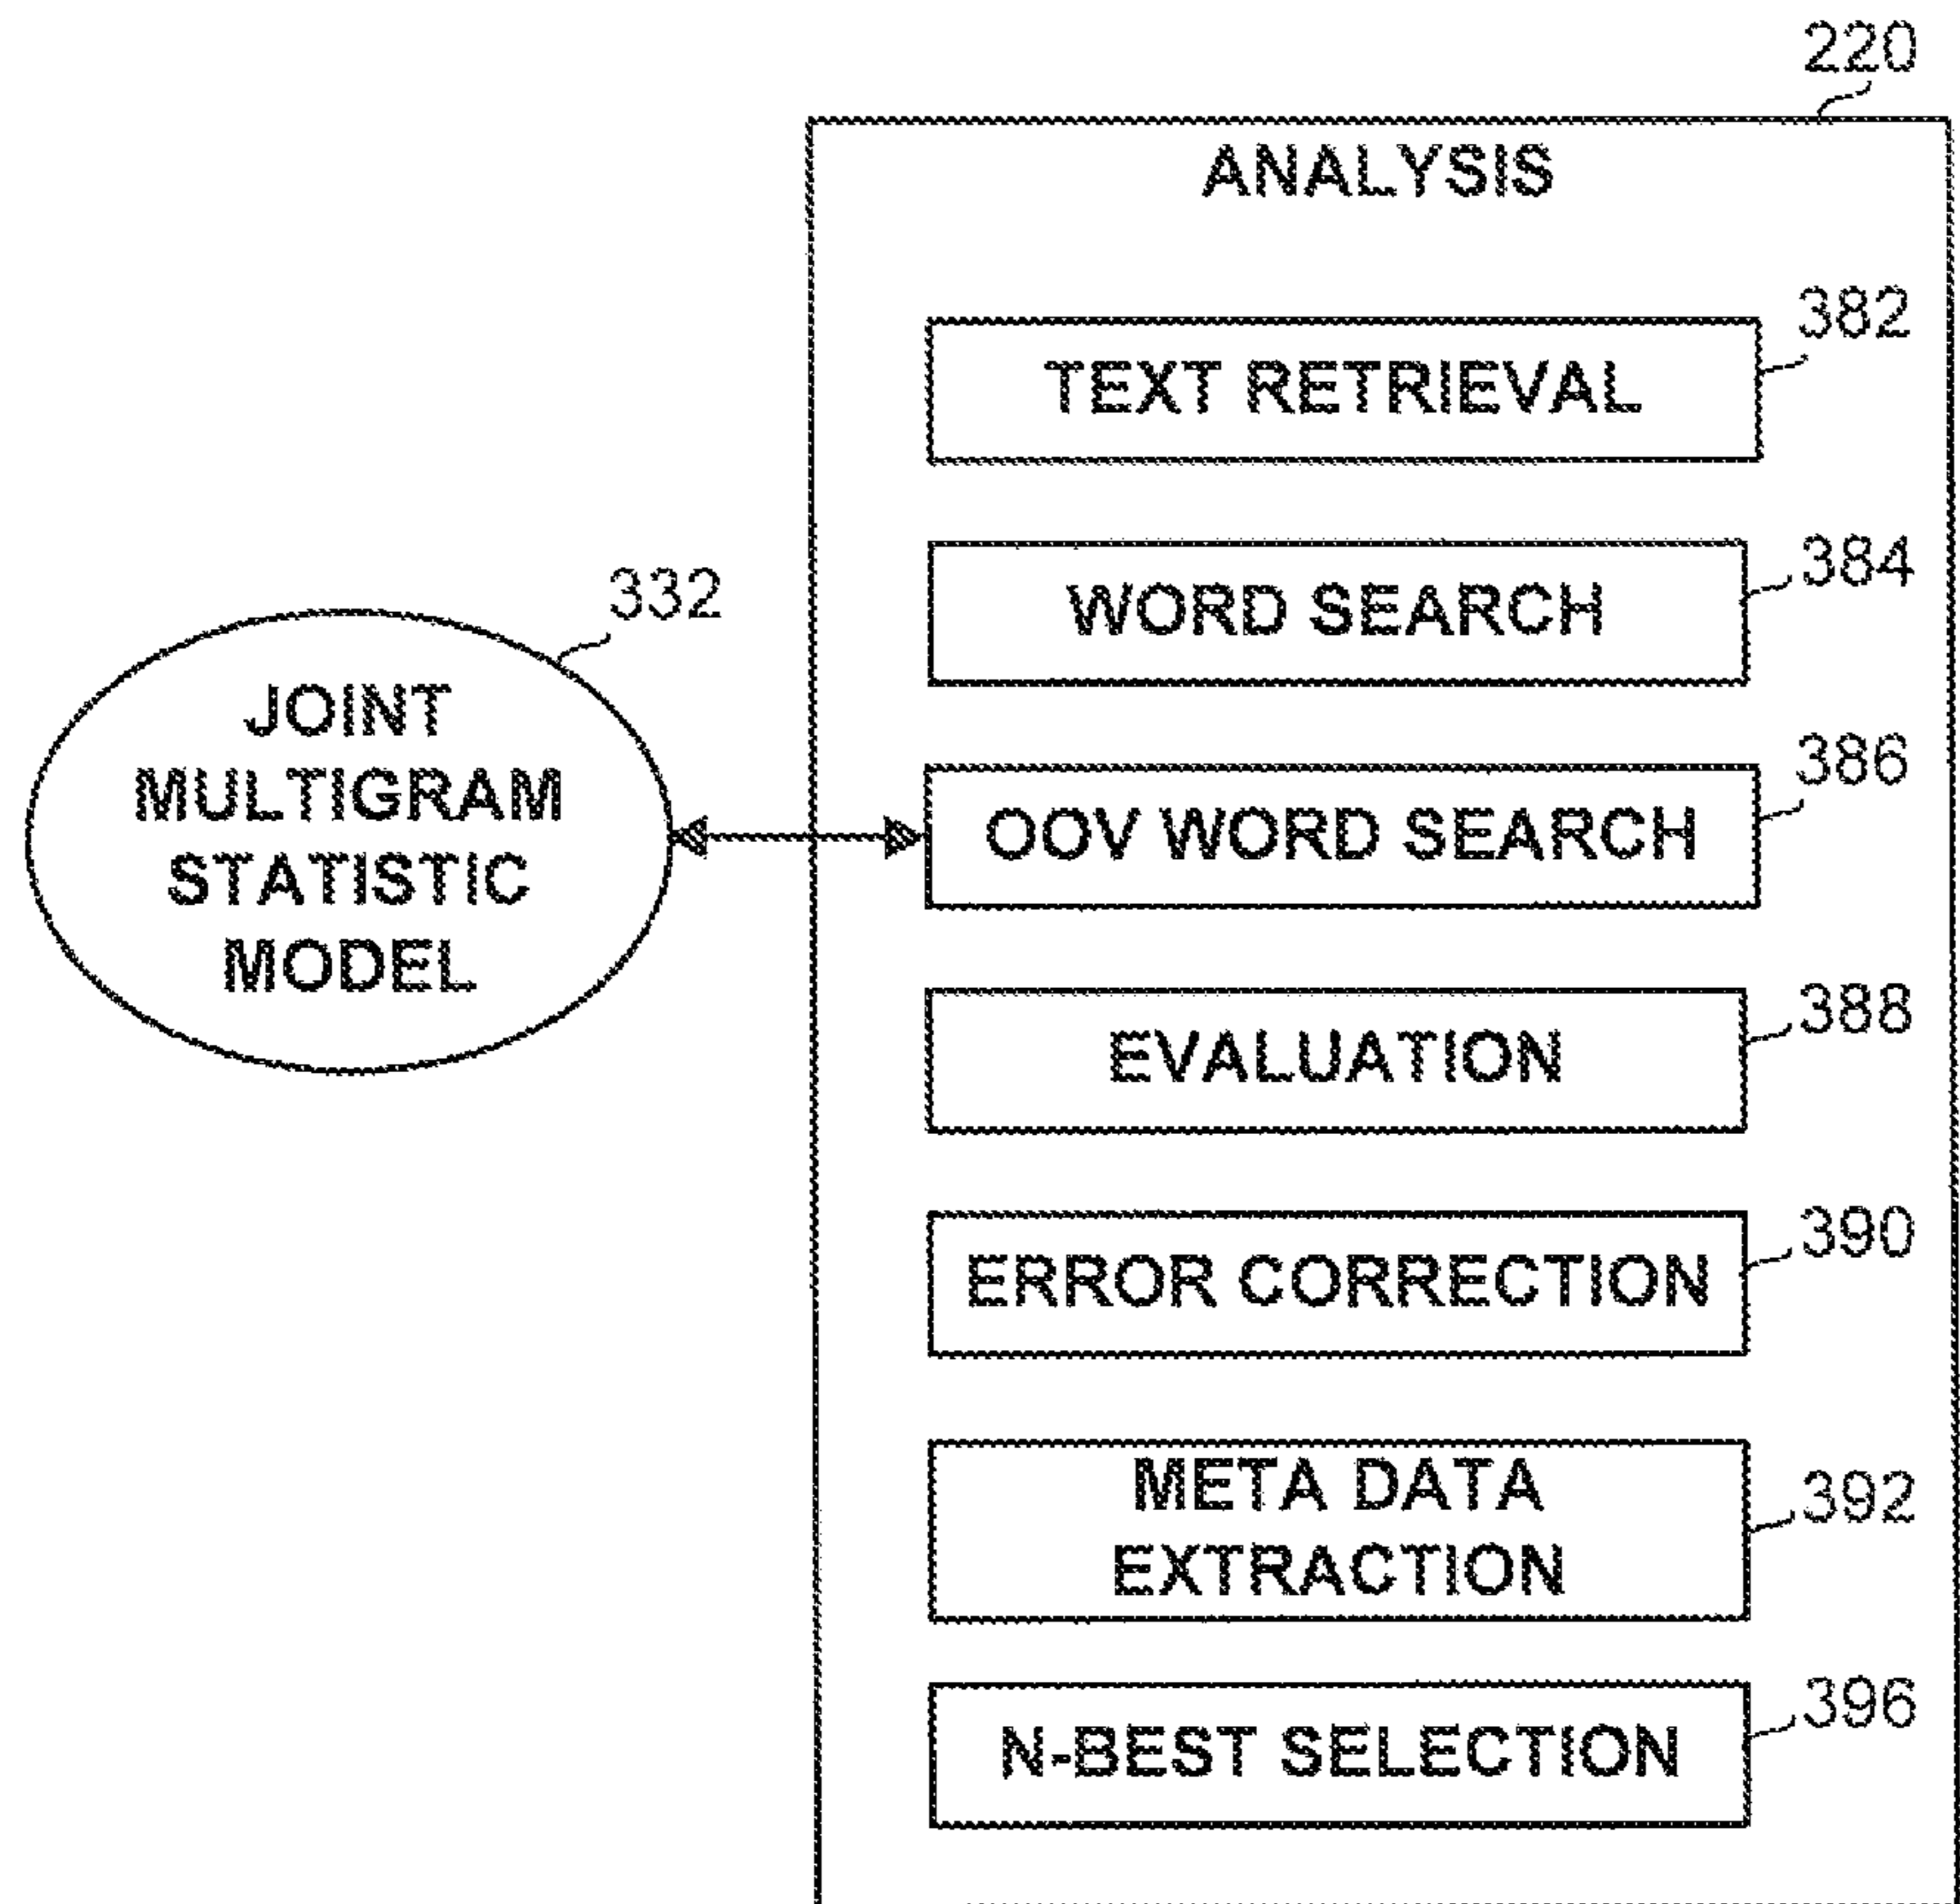 220
ANALYSIS
382
TEXT RETRIEVAL
384
WORD SEARCH
332
JOINT
MULTIGRAM
STATISTIC
MODEL
386
OOV WORD SEARCH
388
EVALUATION
390
ERROR CORRECTION
392
META DATA
EXTRACTION
396
N-BEST SELECTION